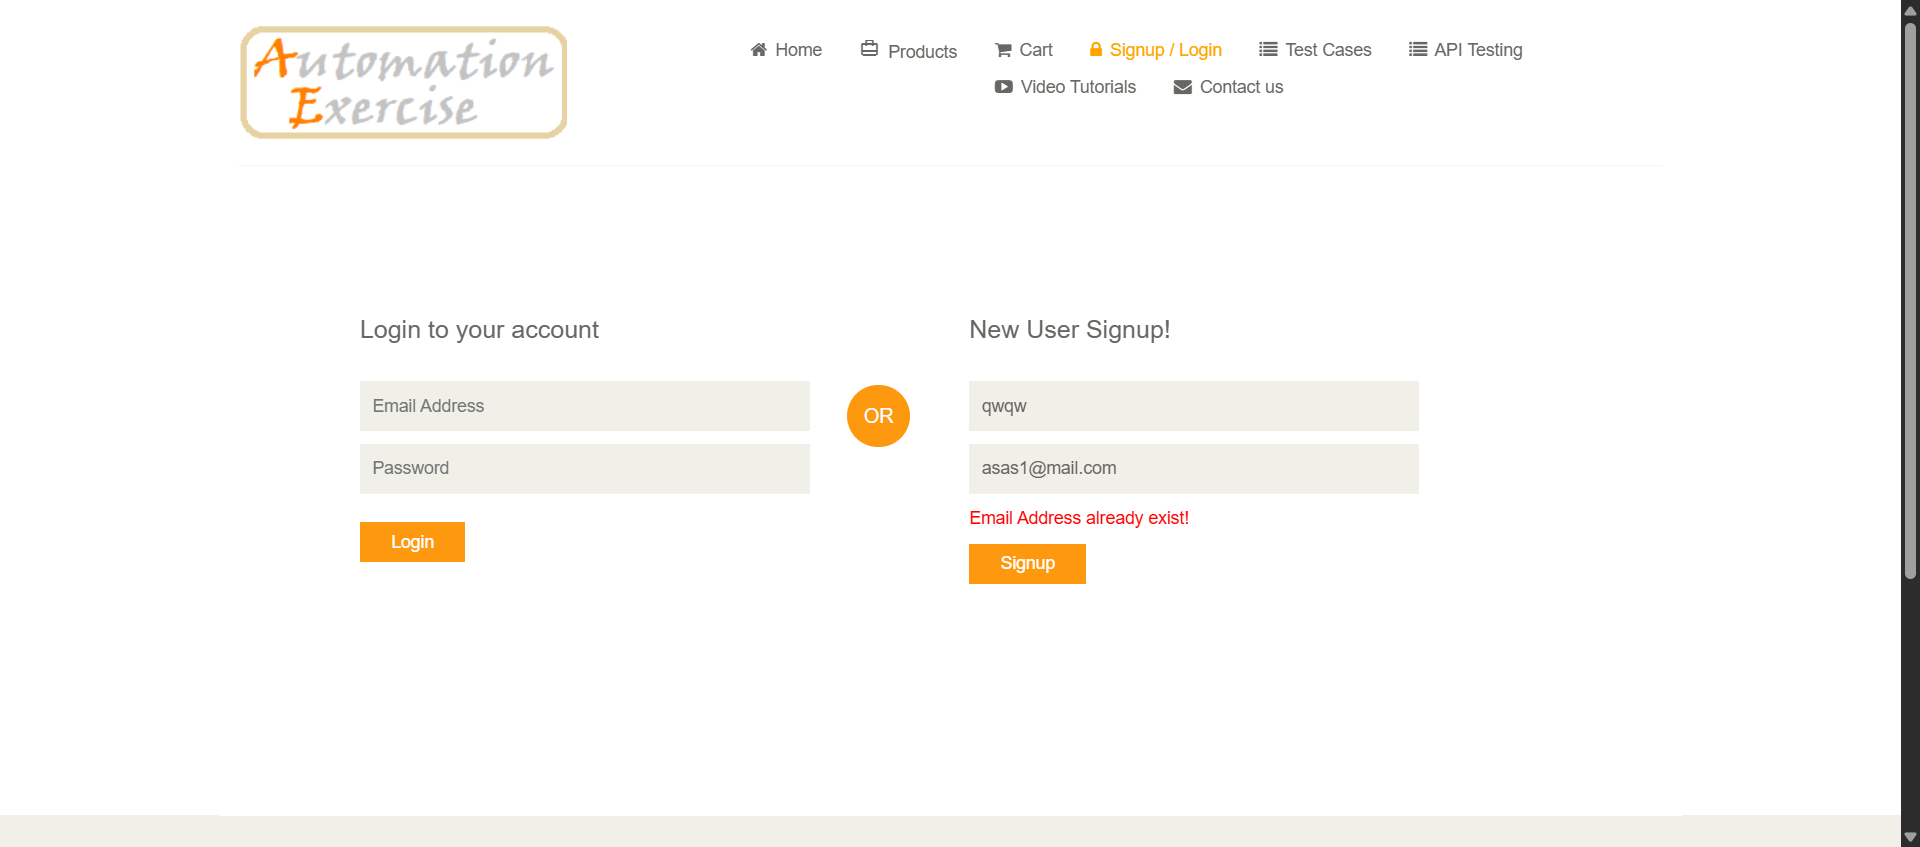 Automation
Exercise
Home
Products
Cart
Signup / Login
Test Cases
API Testing
Video Tutorials
Contact us
Login to your account
Email Address
Password
Login
OR
New User Signup!
qwqw
asas1@mail.com
Email Address already exist!
Signup